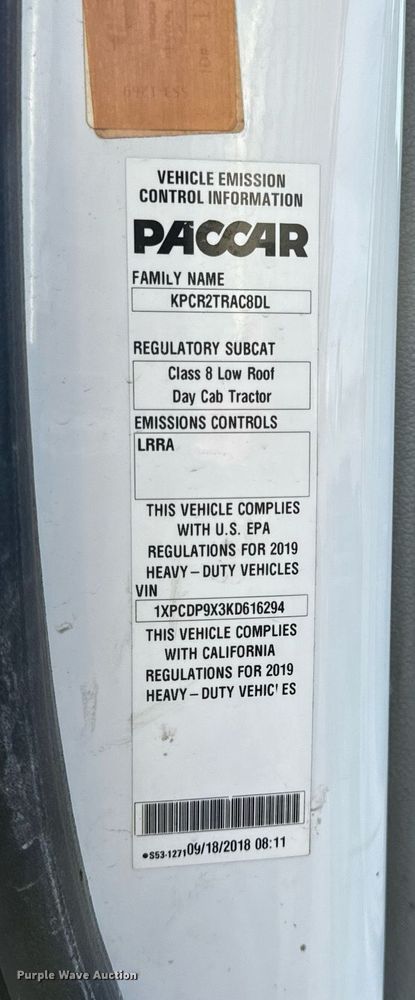 VEHICLE EMISSION
CONTROL INFORMATION
PACCAR
FAMILY NAME
KPCR2TRAC8DL
REGULATORY SUBCAT
Class 8 Low Roof
Day Cab Tractor
EMISSIONS CONTROLS
LRRA
THIS VEHICLE COMPLIES
WITH U.S. EPA
REGULATIONS FOR 2019
HEAVY-DUTY VEHICLES
VIN
1XPCDP9X3KD616294
THIS VEHICLE COMPLIES
WITH CALIFORNIA
REGULATIONS FOR 2019
HEAVY-DUTY VEHIC' ES
•S53-1271 09/18/2018 08:11
Purple Wave Auction